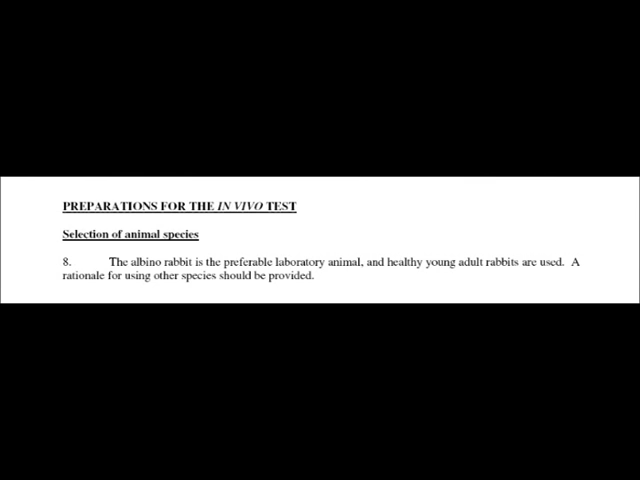 PREPARATIONS FOR THE IN VIVO TEST
Selection of animal species
8. The albino rabbit is the preferable laboratory animal, and healthy young adult rabbits are used. A
rationale for using other species should be provided.